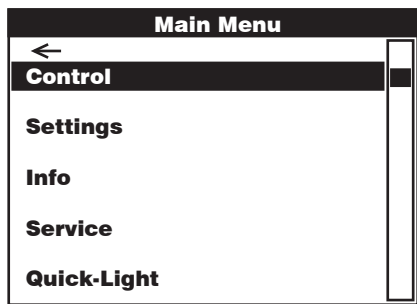 Main Menu
Control
Settings
Info
Service
Quick-Light